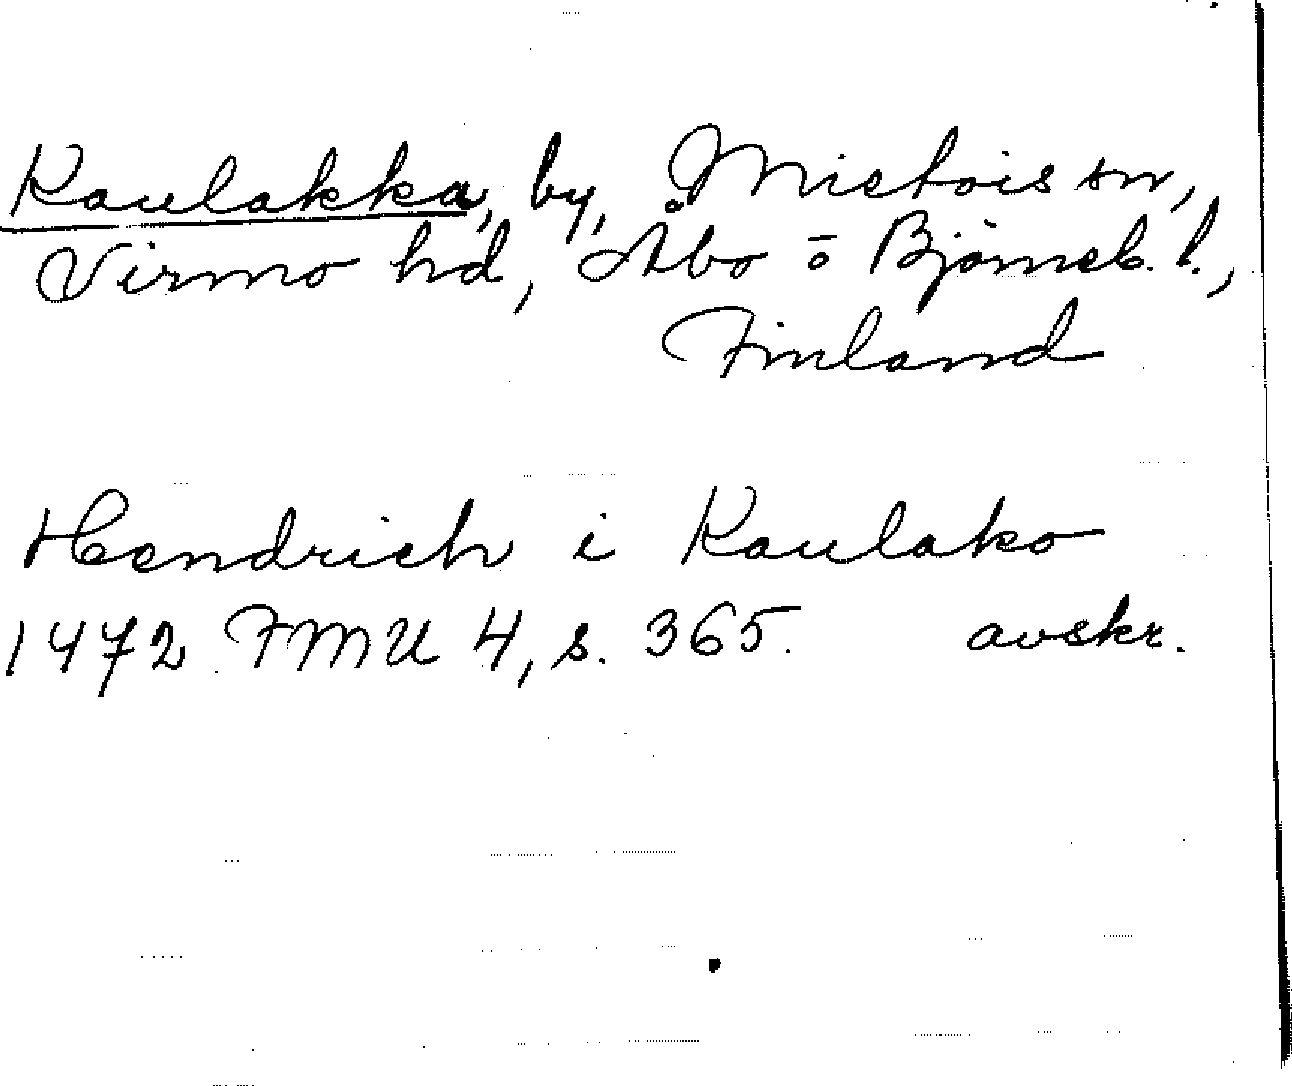 Kaulakka, by, Mietois sn,
Virmo hd, Åbo o Björneb. l.,
Finland
Hendrich i Kaulako
1472 FMU 4, s. 365. avskr.